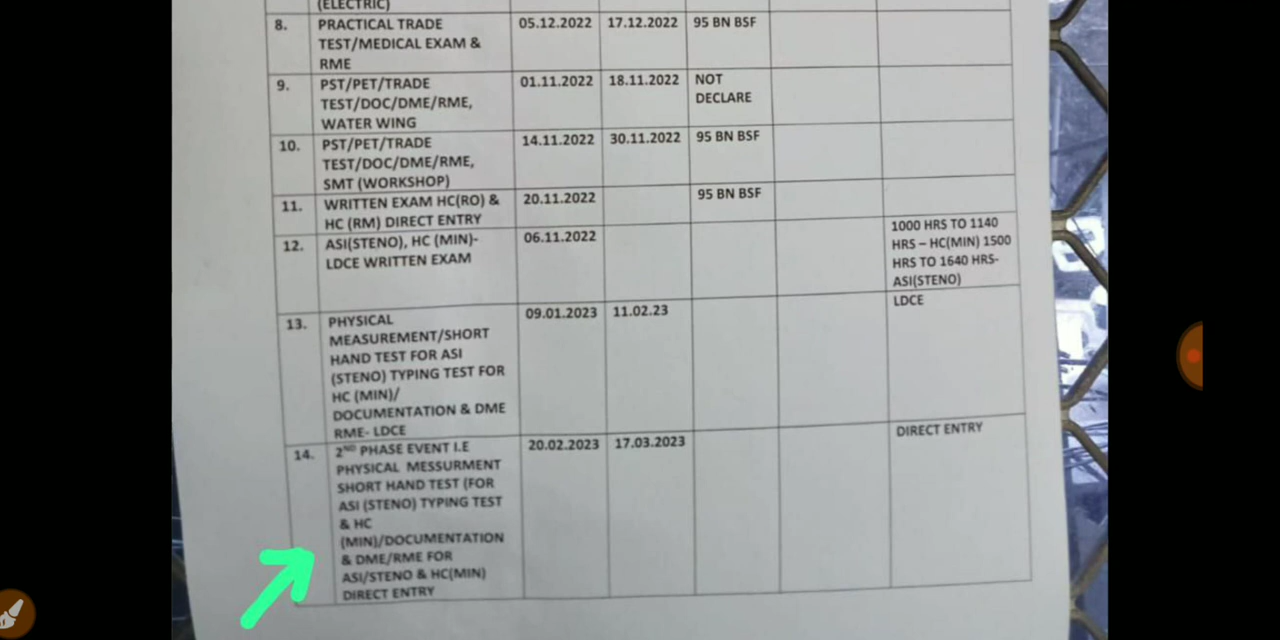 (ELECTRIC)
8. PRACTICAL TRADE 05.12.2022 17.12.2022 95 BN BSF
TEST/MEDICAL EXAM &
RME
9. PST/PET/TRADE 01.11.2022 18.11.2022 NOT
TEST/DOC/DME/RME, DECLARE
WATER WING
10. PST/PET/TRADE 14.11.2022 30.11.2022 95 BN BSF
TEST/DOC/DME/RME,
SMT (WORKSHOP)
11. WRITTEN EXAM HC(RO) & 20.11.2022 95 BN BSF
HC (RM) DIRECT ENTRY
12. ASI(STENO), HC (MIN)- 06.11.2022 1000 HRS TO 1140
LDCE WRITTEN EXAM HRS – HC(MIN) 1500
HRS TO 1640 HRS-
ASI(STENO)
13. PHYSICAL 09.01.2023 11.02.23 LDCE
MEASUREMENT/SHORT
HAND TEST FOR ASI
(STENO) TYPING TEST FOR
HC (MIN)/
DOCUMENTATION & DME
RME- LDCE
14. 2ND PHASE EVENT I.E 20.02.2023 17.03.2023 DIRECT ENTRY
PHYSICAL MESSURMENT
SHORT HAND TEST (FOR
ASI (STENO) TYPING TEST
& HC
(MIN)/DOCUMENTATION
& DME/RME FOR
ASI/STENO & HC(MIN)
DIRECT ENTRY